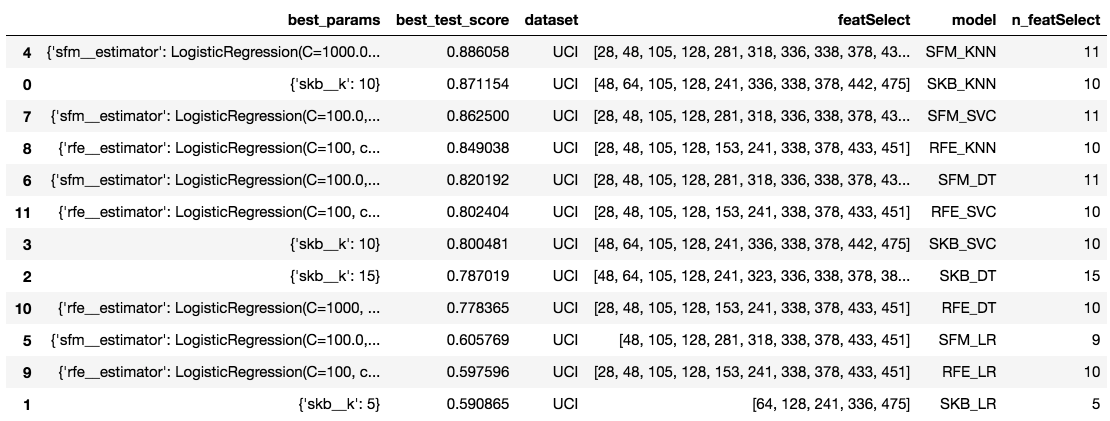 best_params best_test_score dataset featSelect model n_featSelect
4 {'sfm__estimator': LogisticRegression(C=1000.0... 0.886058 UCI [28, 48, 105, 128, 281, 318, 336, 338, 378, 43... SFM_KNN 11
0 {'skb__k': 10} 0.871154 UCI [48, 64, 105, 128, 241, 336, 338, 378, 442, 475] SKB_KNN 10
7 {'sfm__estimator': LogisticRegression(C=100.0,... 0.862500 UCI [28, 48, 105, 128, 281, 318, 336, 338, 378, 43... SFM_SVC 11
8 {'rfe__estimator': LogisticRegression(C=100, c... 0.849038 UCI [28, 48, 105, 128, 153, 241, 338, 378, 433, 451] RFE_KNN 10
6 {'sfm__estimator': LogisticRegression(C=100.0,... 0.820192 UCI [28, 48, 105, 128, 281, 318, 336, 338, 378, 43... SFM_DT 11
11 {'rfe__estimator': LogisticRegression(C=100, c... 0.802404 UCI [28, 48, 105, 128, 153, 241, 338, 378, 433, 451] RFE_SVC 10
3 {'skb__k': 10} 0.800481 UCI [48, 64, 105, 128, 241, 336, 338, 378, 442, 475] SKB_SVC 10
2 {'skb__k': 15} 0.787019 UCI [48, 64, 105, 128, 241, 323, 336, 338, 378, 38... SKB_DT 15
10 {'rfe__estimator': LogisticRegression(C=1000, ... 0.778365 UCI [28, 48, 105, 128, 153, 241, 338, 378, 433, 451] RFE_DT 10
5 {'sfm__estimator': LogisticRegression(C=100.0,... 0.605769 UCI [48, 105, 128, 281, 318, 338, 378, 433, 451] SFM_LR 9
9 {'rfe__estimator': LogisticRegression(C=100, c... 0.597596 UCI [28, 48, 105, 128, 153, 241, 338, 378, 433, 451] RFE_LR 10
1 {'skb__k': 5} 0.590865 UCI [64, 128, 241, 336, 475] SKB_LR 5